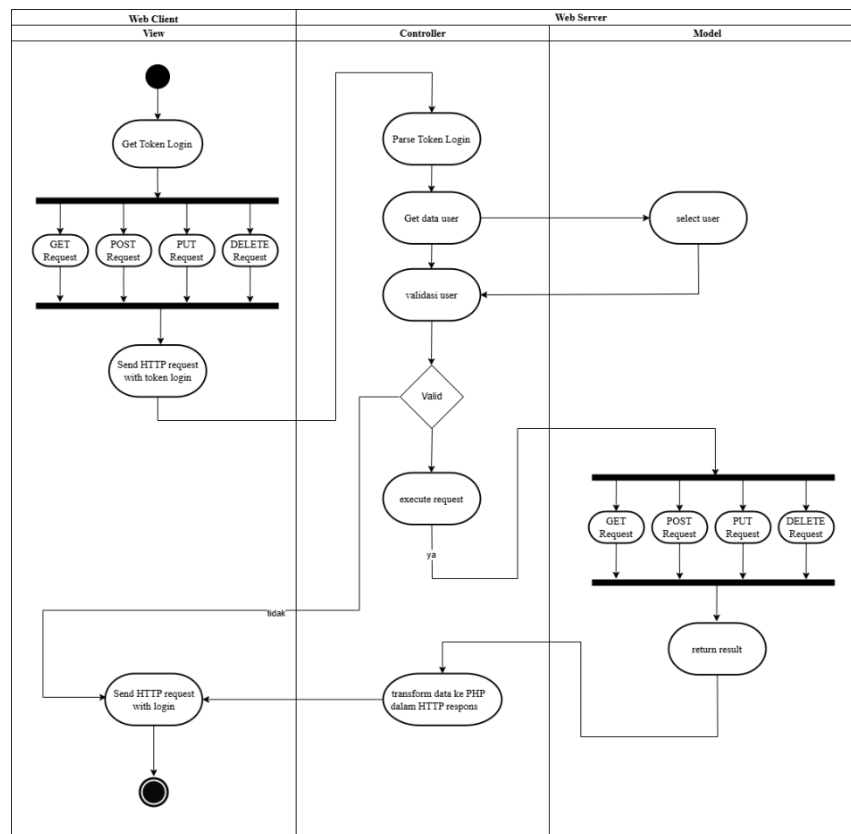 Web Client
Web Server
View
Controller
Model
Get Token Login
GET
Request
POST
Request
PUT
Request
DELETE
Request
Send HTTP request
with token login
Parse Token Login
Get data user
select user
validasi user
Valid
execute request
ya
tidak
GET
Request
POST
Request
PUT
Request
DELETE
Request
return result
transform data ke PHP
dalam HTTP respons
Send HTTP request
with login